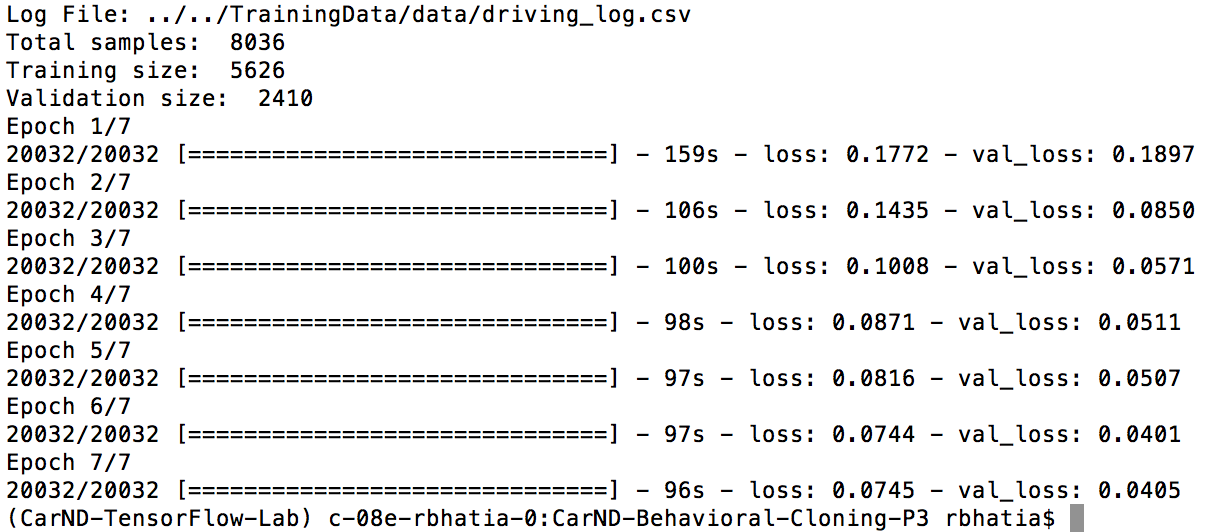 Log File: ../../TrainingData/data/driving_log.csv
Total samples:  8036
Training size:  5626
Validation size:  2410
Epoch 1/7
20032/20032 [==============================] - 159s - loss: 0.1772 - val_loss: 0.1897
Epoch 2/7
20032/20032 [==============================] - 106s - loss: 0.1435 - val_loss: 0.0850
Epoch 3/7
20032/20032 [==============================] - 100s - loss: 0.1008 - val_loss: 0.0571
Epoch 4/7
20032/20032 [==============================] - 98s - loss: 0.0871 - val_loss: 0.0511
Epoch 5/7
20032/20032 [==============================] - 97s - loss: 0.0816 - val_loss: 0.0507
Epoch 6/7
20032/20032 [==============================] - 97s - loss: 0.0744 - val_loss: 0.0401
Epoch 7/7
20032/20032 [==============================] - 96s - loss: 0.0745 - val_loss: 0.0405
(CarND-TensorFlow-Lab) c-08e-rbhatia-0:CarND-Behavioral-Cloning-P3 rbhatia$